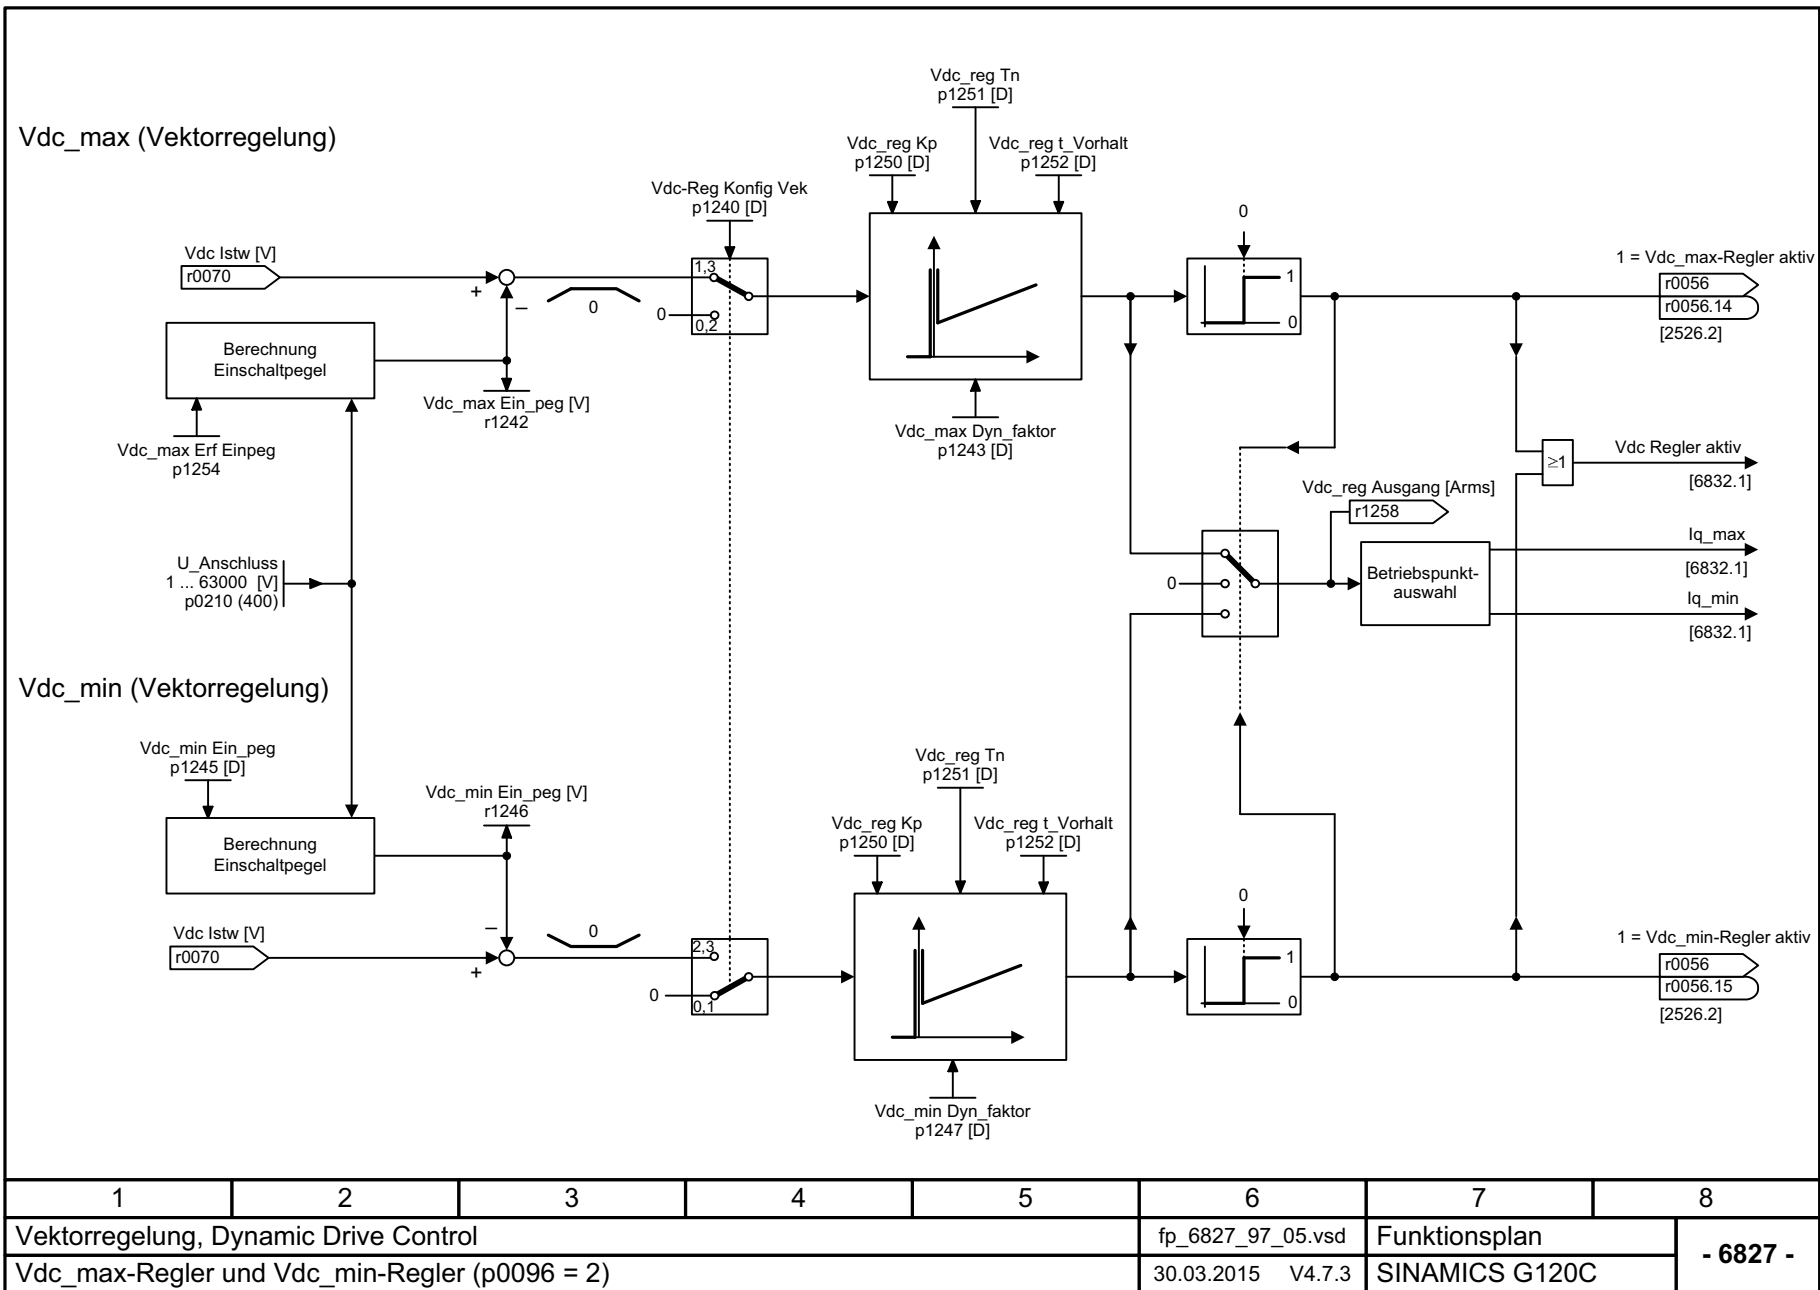 Vdc_max (Vektorregelung)
Vdc_reg Tn
p1251 [D]
Vdc_reg Kp
p1250 [D]
Vdc_reg t_Vorhalt
p1252 [D]
Vdc-Reg Konfig Vek
p1240 [D]
Vdc Istw [V]
r0070
+
–
0
1,3
0
0,2
0
1
0
1 = Vdc_max-Regler aktiv
r0056
r0056.14
[2526.2]
Berechnung
Einschaltpegel
Vdc_max Ein_peg [V]
r1242
Vdc_max Erf Einpeg
p1254
Vdc_max Dyn_faktor
p1243 [D]
≥1
Vdc Regler aktiv
[6832.1]
Vdc_reg Ausgang [Arms]
r1258
U_Anschluss
1 ... 63000 [V]
p0210 (400)
0
Betriebspunkt-
auswahl
Iq_max
[6832.1]
Iq_min
[6832.1]
Vdc_min (Vektorregelung)
Vdc_min Ein_peg
p1245 [D]
Vdc_min Ein_peg [V]
r1246
Vdc_reg Tn
p1251 [D]
Vdc_reg Kp
p1250 [D]
Vdc_reg t_Vorhalt
p1252 [D]
Berechnung
Einschaltpegel
Vdc Istw [V]
r0070
–
+
0
2,3
0
0,1
0
1
0
1 = Vdc_min-Regler aktiv
r0056
r0056.15
[2526.2]
Vdc_min Dyn_faktor
p1247 [D]
1 2 3 4 5 6 7 8
Vektorregelung, Dynamic Drive Control
fp_6827_97_05.vsd
Funktionsplan
- 6827 -
Vdc_max-Regler und Vdc_min-Regler (p0096 = 2)
30.03.2015 V4.7.3
SINAMICS G120C